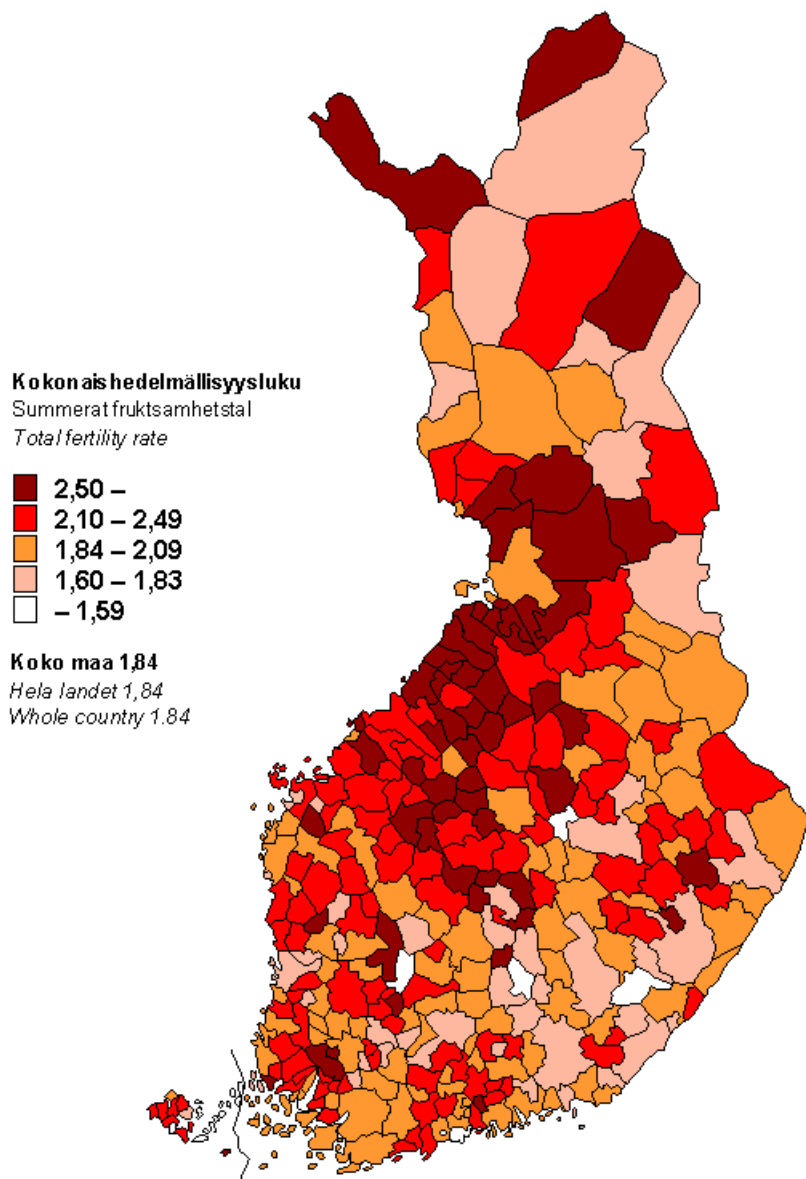 Kokonaishedelmällisyysluku
Summerat fruktsamhetstal
Total fertility rate
2,50 –
2,10 – 2,49
1,84 – 2,09
1,60 – 1,83
– 1,59
Koko maa 1,84
Hela landet 1,84
Whole country 1.84